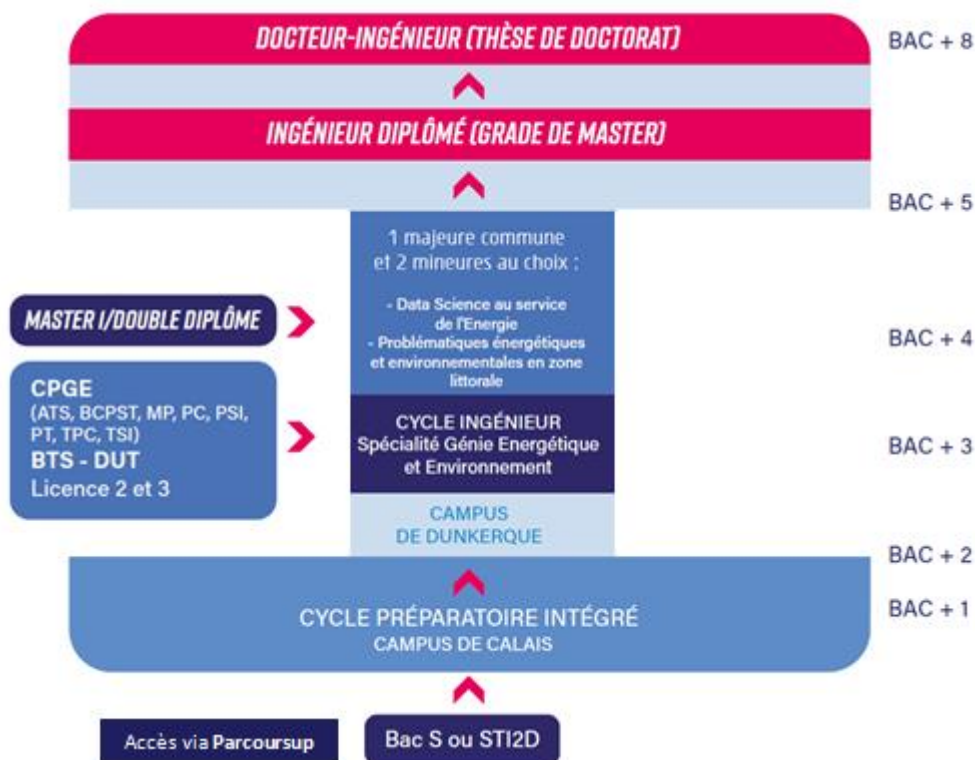 DOCTEUR-INGÉNIEUR (THÈSE DE DOCTORAT)
BAC + 8
INGÉNIEUR DIPLÔMÉ (GRADE DE MASTER)
BAC + 5
1 majeure commune
et 2 mineures au choix :
- Data Science au service
de l'Energie
- Problématiques énergétiques
et environnementales en zone
littorale
MASTER 1/DOUBLE DIPLÔME
BAC + 4
CPGE
(ATS, BCPST, MP, PC, PSI,
PT, TPC, TSI)
BTS - DUT
Licence 2 et 3
CYCLE INGÉNIEUR
Spécialité Génie Energétique
et Environnement
BAC + 3
CAMPUS
DE DUNKERQUE
BAC + 2
CYCLE PRÉPARATOIRE INTÉGRÉ
CAMPUS DE CALAIS
BAC + 1
Accès via Parcoursup
Bac S ou STI2D